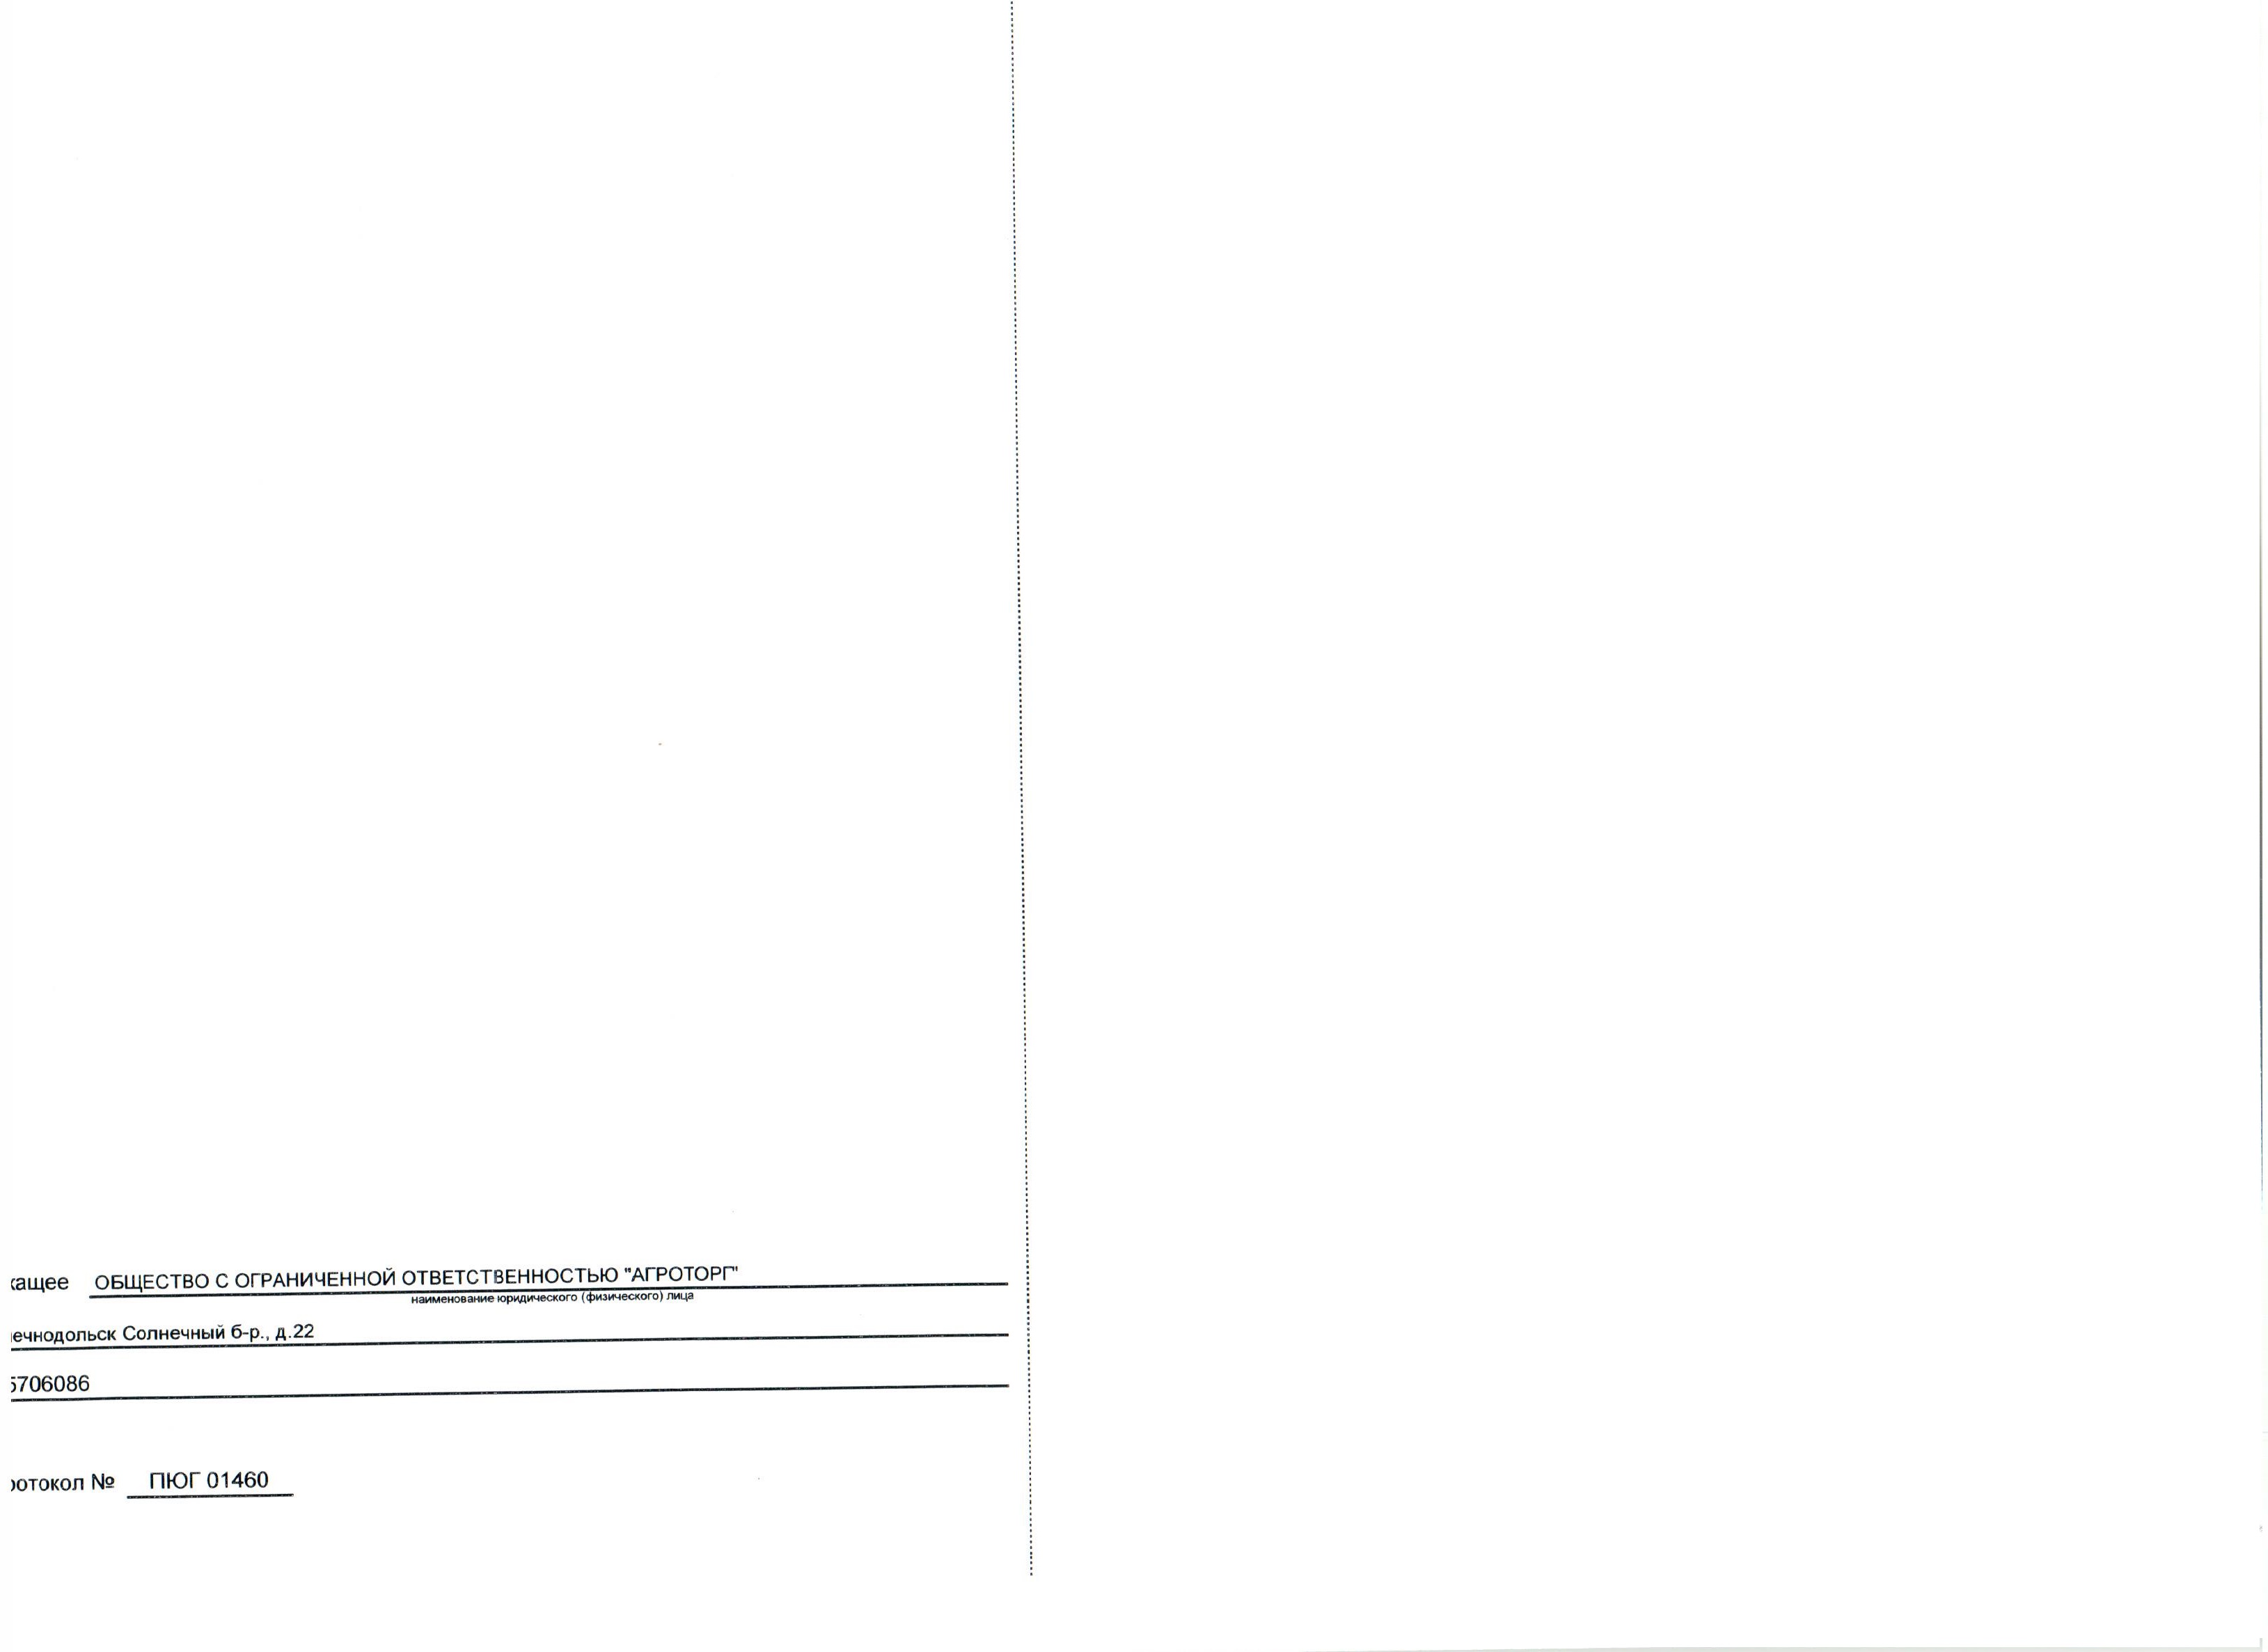 кащее ОБЩЕСТВО С ОГРАНИЧЕННОЙ ОТВЕТСТВЕННОСТЬЮ "АГРОТОРГ"
наименование юридического (физического) лица
ечнодольск Солнечный б-р., д.22
5706086
ротокол № ПЮГ 01460